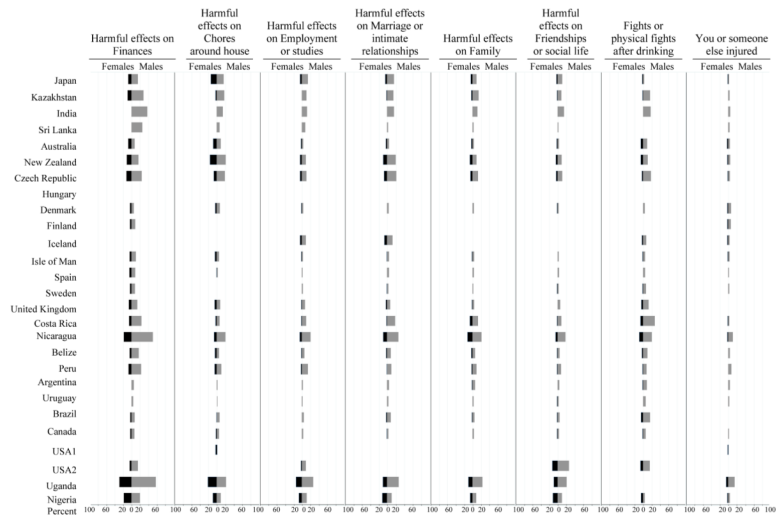 Harmful effects on
Finances
Harmful
effects on
Chores
around house
Harmful effects
on Employment
or studies
Harmful effects
on Marriage or
intimate
relationships
Harmful effects
on Family
Harmful
effects on
Friendships
or social life
Fights or
physical fights
after drinking
You or someone
else injured
Females Males Females Males Females Males Females Males Females Males Females Males Females Males Females Males
Japan
Kazakhstan
India
Sri Lanka
Australia
New Zealand
Czech Republic
Hungary
Denmark
Finland
Iceland
Isle of Man
Spain
Sweden
United Kingdom
Costa Rica
Nicaragua
Belize
Peru
Argentina
Uruguay
Brazil
Canada
USA1
USA2
Uganda
Nigeria
Percent 100 60 20 0 20 60 100 60 20 0 20 60 100 60 20 0 20 60 100 60 20 0 20 60 100 60 20 0 20 60 100 60 20 0 20 60 100 60 20 0 20 60 100 60 20 0 20 60 100